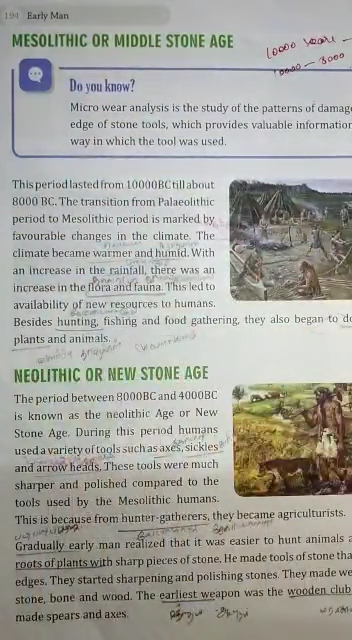 194 Early Man
MESOLITHIC OR MIDDLE STONE AGE
10000
10000 - 8000
Do you know?
Micro wear analysis is the study of the patterns of damag
edge of stone tools, which provides valuable information
way in which the tool was used.
This period lasted from 10000BC till about
8000 BC. The transition from Palaeolithic
period to Mesolithic period is marked by
favourable changes in the climate. The
climate became warmer and humid. With
an increase in the rainfall, there was an
increase in the flora and fauna. This led to
availability of new resources to humans.
Besides hunting, fishing and food gathering, they also began to do
plants and animals.
NEOLITHIC OR NEW STONE AGE
The period between 8000BC and 4000BC
is known as the neolithic Age or New
Stone Age. During this period humans
used a variety of tools such as axes, sickles
and arrow heads. These tools were much
sharper and polished compared to the
tools used by the Mesolithic humans.
This is because from hunter-gatherers, they became agriculturists.
Gradually early man realized that it was easier to hunt animals a
roots of plants with sharp pieces of stone. He made tools of stone tha
edges. They started sharpening and polishing stones. They made we
stone, bone and wood. The earliest weapon was the wooden club
made spears and axes.